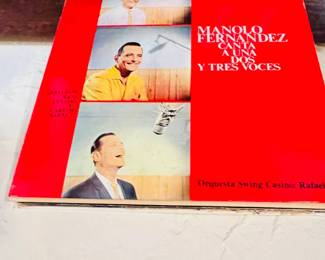 MANOLO
FERNANDEZ
CANTA
A UNA
DOS
Y TRES VOCES
Orquesta Swing Casino: Rafael